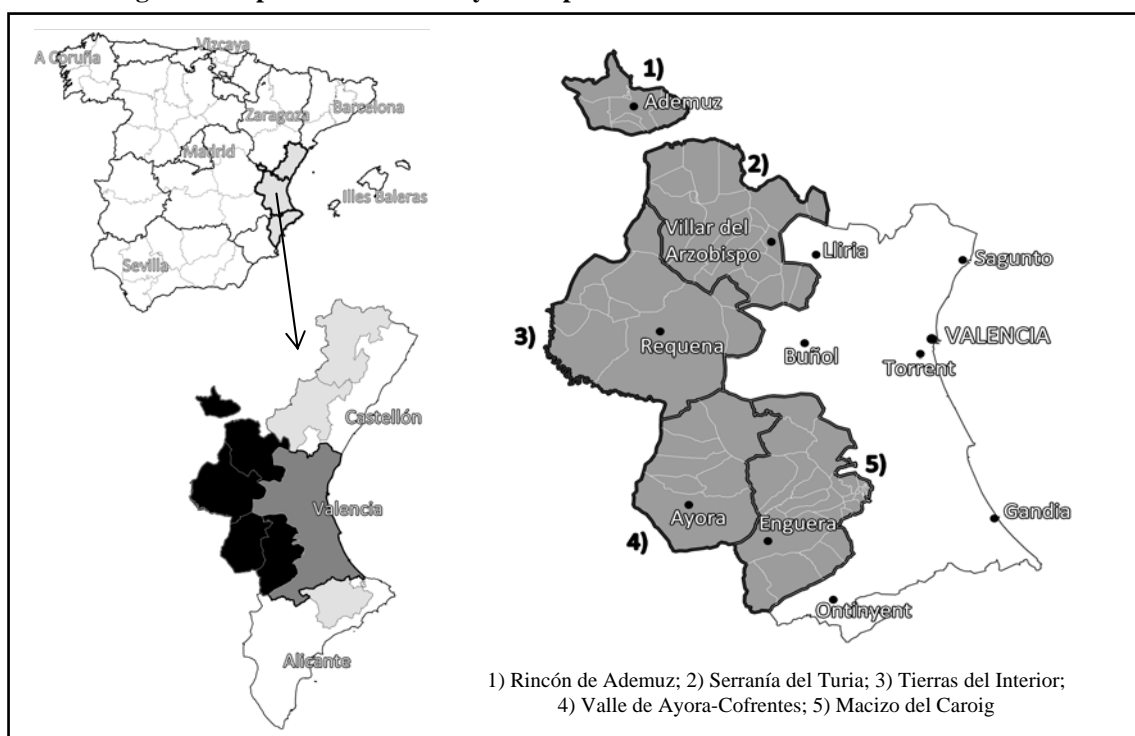 A Coruña
Vizcaya
Zaragoza
Barcelona
Madrid
Illes Baleras
Sevilla
Castellón
Valencia
Alicante
1)
Ademuz
2)
Villar del
Arzobispo
Lliria
Sagunto
3)
Requena
Buñol
VALENCIA
Torrent
5)
Ayora
Enguera
Gandia
4)
Ontinyent
1) Rincón de Ademuz; 2) Serranía del Turia; 3) Tierras del Interior;
4) Valle de Ayora-Cofrentes; 5) Macizo del Caroig